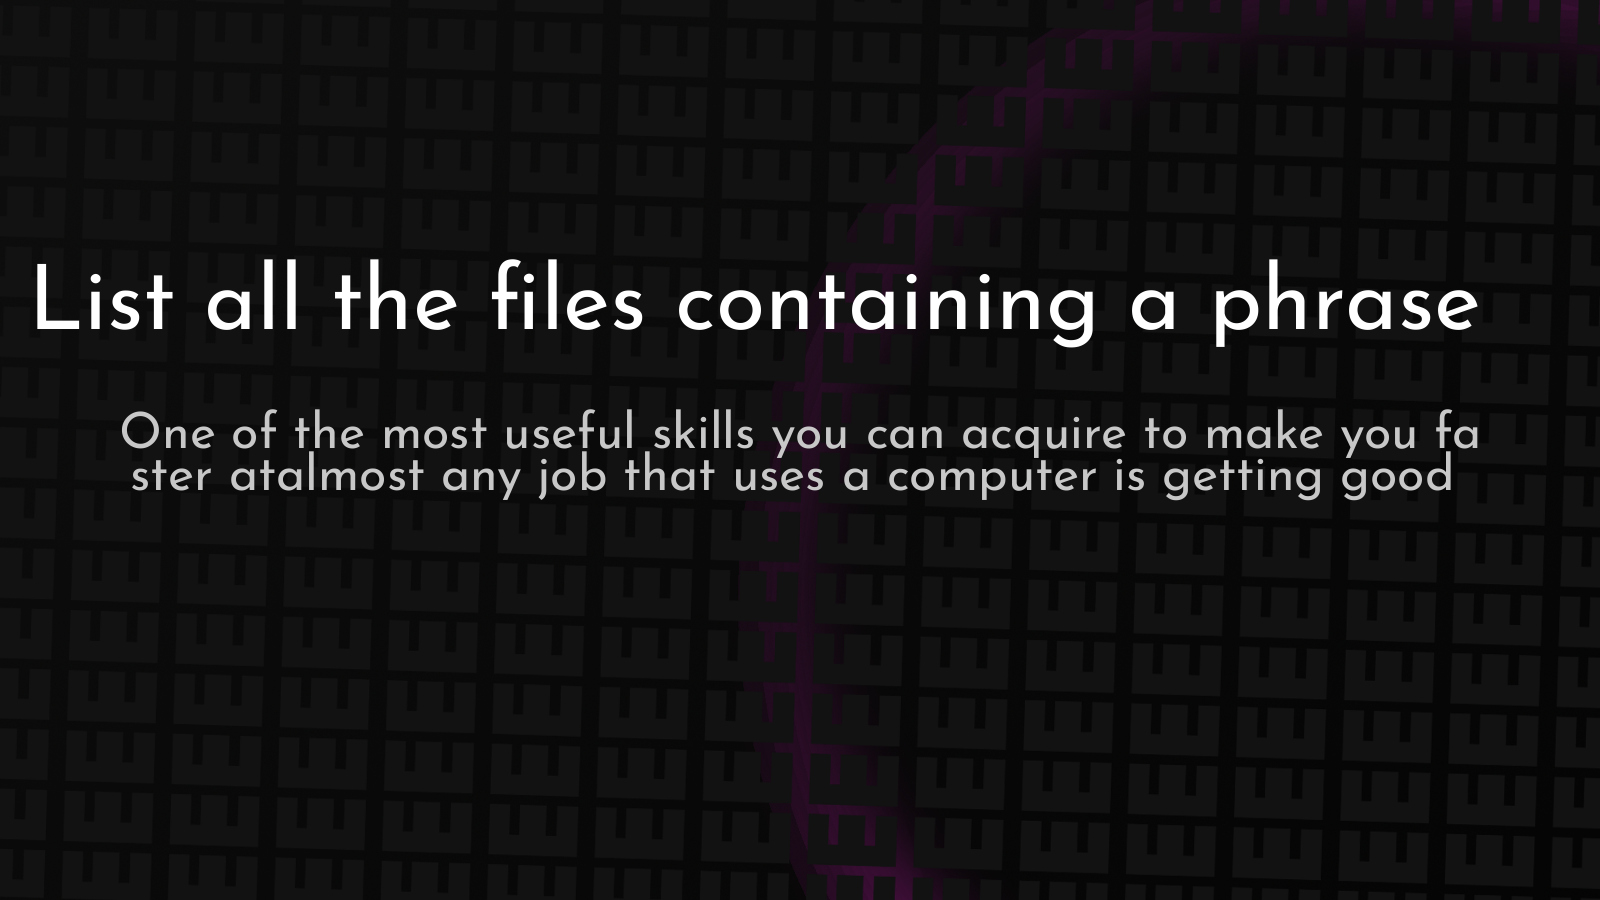 List all the files containing a phrase
One of the most useful skills you can acquire to make you fa
ster atalmost any job that uses a computer is getting good